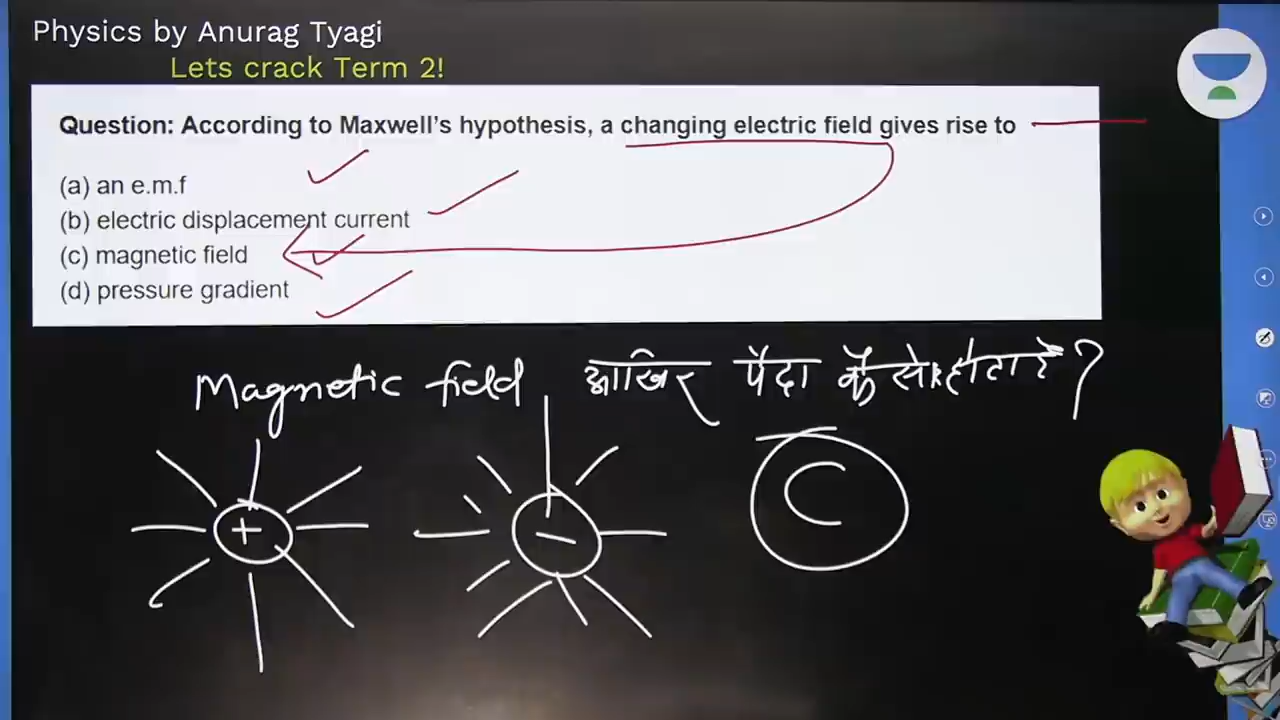 Physics by Anurag Tyagi
Lets crack Term 2!
Question: According to Maxwell's hypothesis, a changing electric field gives rise to
(a) an e.m.f
(b) electric displacement current
(c) magnetic field
(d) pressure gradient
Magnetic field आखिर पैदा कैसे होता है?
+ − C